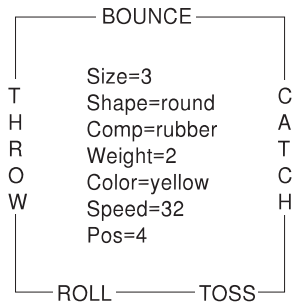 BOUNCE
THROW
Size=3
Shape=round
Comp=rubber
Weight=2
Color=yellow
Speed=32
Pos=4
CATCH
ROLL
TOSS